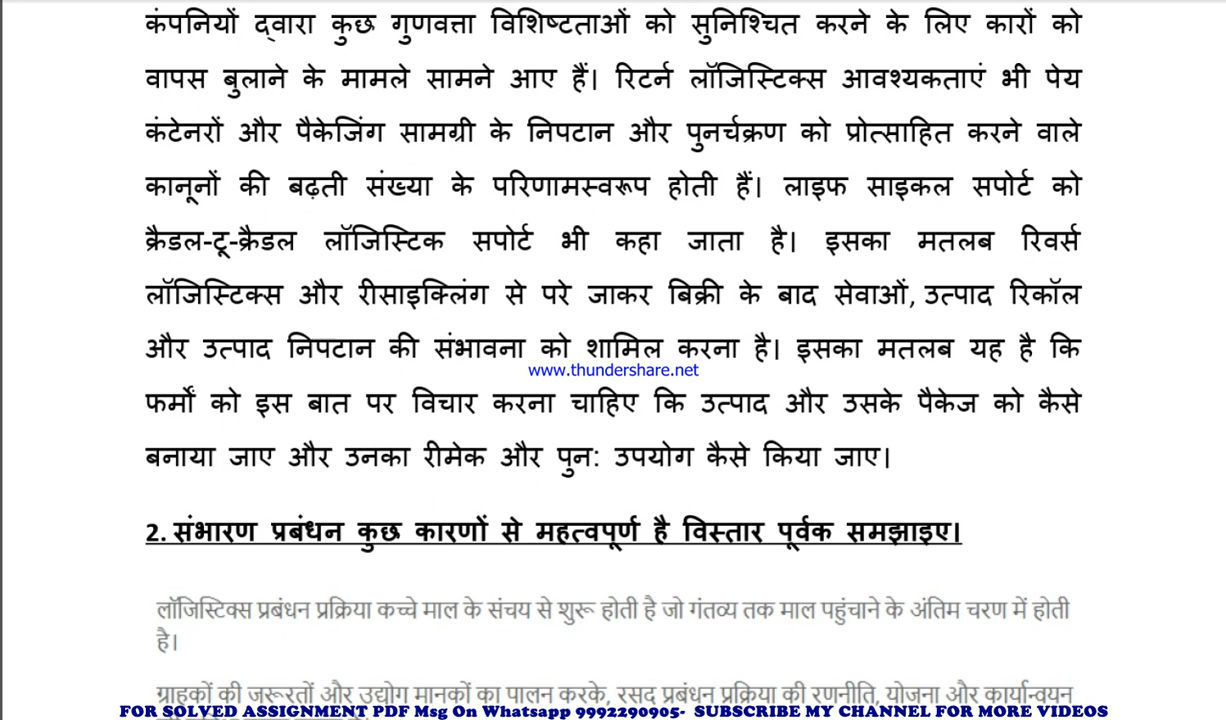 कंपनियों द्वारा कुछ गुणवत्ता विशिष्टताओं को सुनिश्चित करने के लिए कारों को
वापस बुलाने के मामले सामने आए हैं। रिटर्न लॉजिस्टिक्स आवश्यकताएं भी पेय
कंटेनरों और पैकेजिंग सामग्री के निपटान और पुनर्चक्रण को प्रोत्साहित करने वाले
कानूनों की बढ़ती संख्या के परिणामस्वरूप होती हैं। लाइफ साइकल सपोर्ट को
क्रैडल-टू-क्रैडल लॉजिस्टिक सपोर्ट भी कहा जाता है। इसका मतलब रिवर्स
लॉजिस्टिक्स और रीसाइक्लिंग से परे जाकर बिक्री के बाद सेवाओं, उत्पाद रिकॉल
और उत्पाद निपटान की संभावना को शामिल करना है। इसका मतलब यह है कि
www.thundershare.net
फर्मों को इस बात पर विचार करना चाहिए कि उत्पाद और उसके पैकेज को कैसे
बनाया जाए और उनका रीमेक और पुन: उपयोग कैसे किया जाए।
2. संभारण प्रबंधन कुछ कारणों से महत्वपूर्ण है विस्तार पूर्वक समझाइए।
लॉजिस्टिक्स प्रबंधन प्रक्रिया कच्चे माल के संचय से शुरू होती है जो गंतव्य तक माल पहुंचाने के अंतिम चरण में होती
है।
ग्राहकों की जरूरतों और उद्योग मानकों का पालन करके, रसद प्रबंधन प्रक्रिया की रणनीति, योजना और कार्यान्वयन
FOR SOLVED ASSIGNMENT PDF Msg On Whatsapp 9992290905- SUBSCRIBE MY CHANNEL FOR MORE VIDEOS